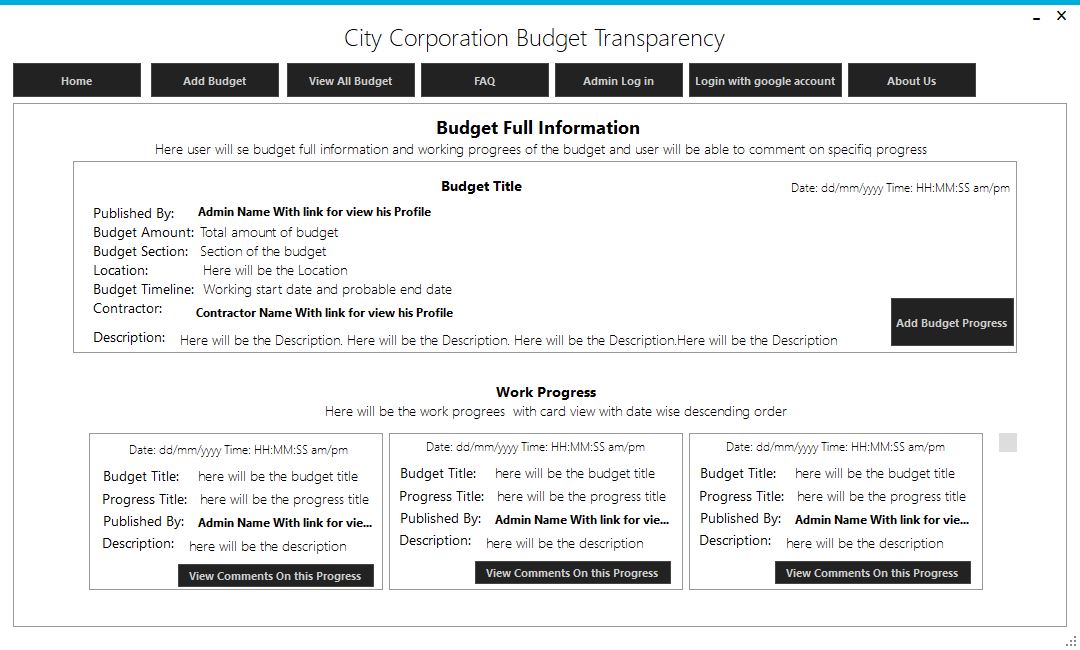 City Corporation Budget Transparency
Home Add Budget View All Budget FAQ Admin Log in Login with google account About Us
Budget Full Information
Here user will se budget full information and working progrees of the budget and user will be able to comment on specifiq progress
Budget Title
Date: dd/mm/yyyy Time: HH:MM:SS am/pm
Published By: Admin Name With link for view his Profile
Budget Amount: Total amount of budget
Budget Section: Section of the budget
Location: Here will be the Location
Budget Timeline: Working start date and probable end date
Contractor: Contractor Name With link for view his Profile
Add Budget Progress
Description: Here will be the Description. Here will be the Description. Here will be the Description.Here will be the Description
Work Progress
Here will be the work progrees with card view with date wise descending order
Date: dd/mm/yyyy Time: HH:MM:SS am/pm
Budget Title: here will be the budget title
Progress Title: here will be the progress title
Published By: Admin Name With link for vie...
Description: here will be the description
View Comments On this Progress
Date: dd/mm/yyyy Time: HH:MM:SS am/pm
Budget Title: here will be the budget title
Progress Title: here will be the progress title
Published By: Admin Name With link for vie...
Description: here will be the description
View Comments On this Progress
Date: dd/mm/yyyy Time: HH:MM:SS am/pm
Budget Title: here will be the budget title
Progress Title: here will be the progress title
Published By: Admin Name With link for vie...
Description: here will be the description
View Comments On this Progress